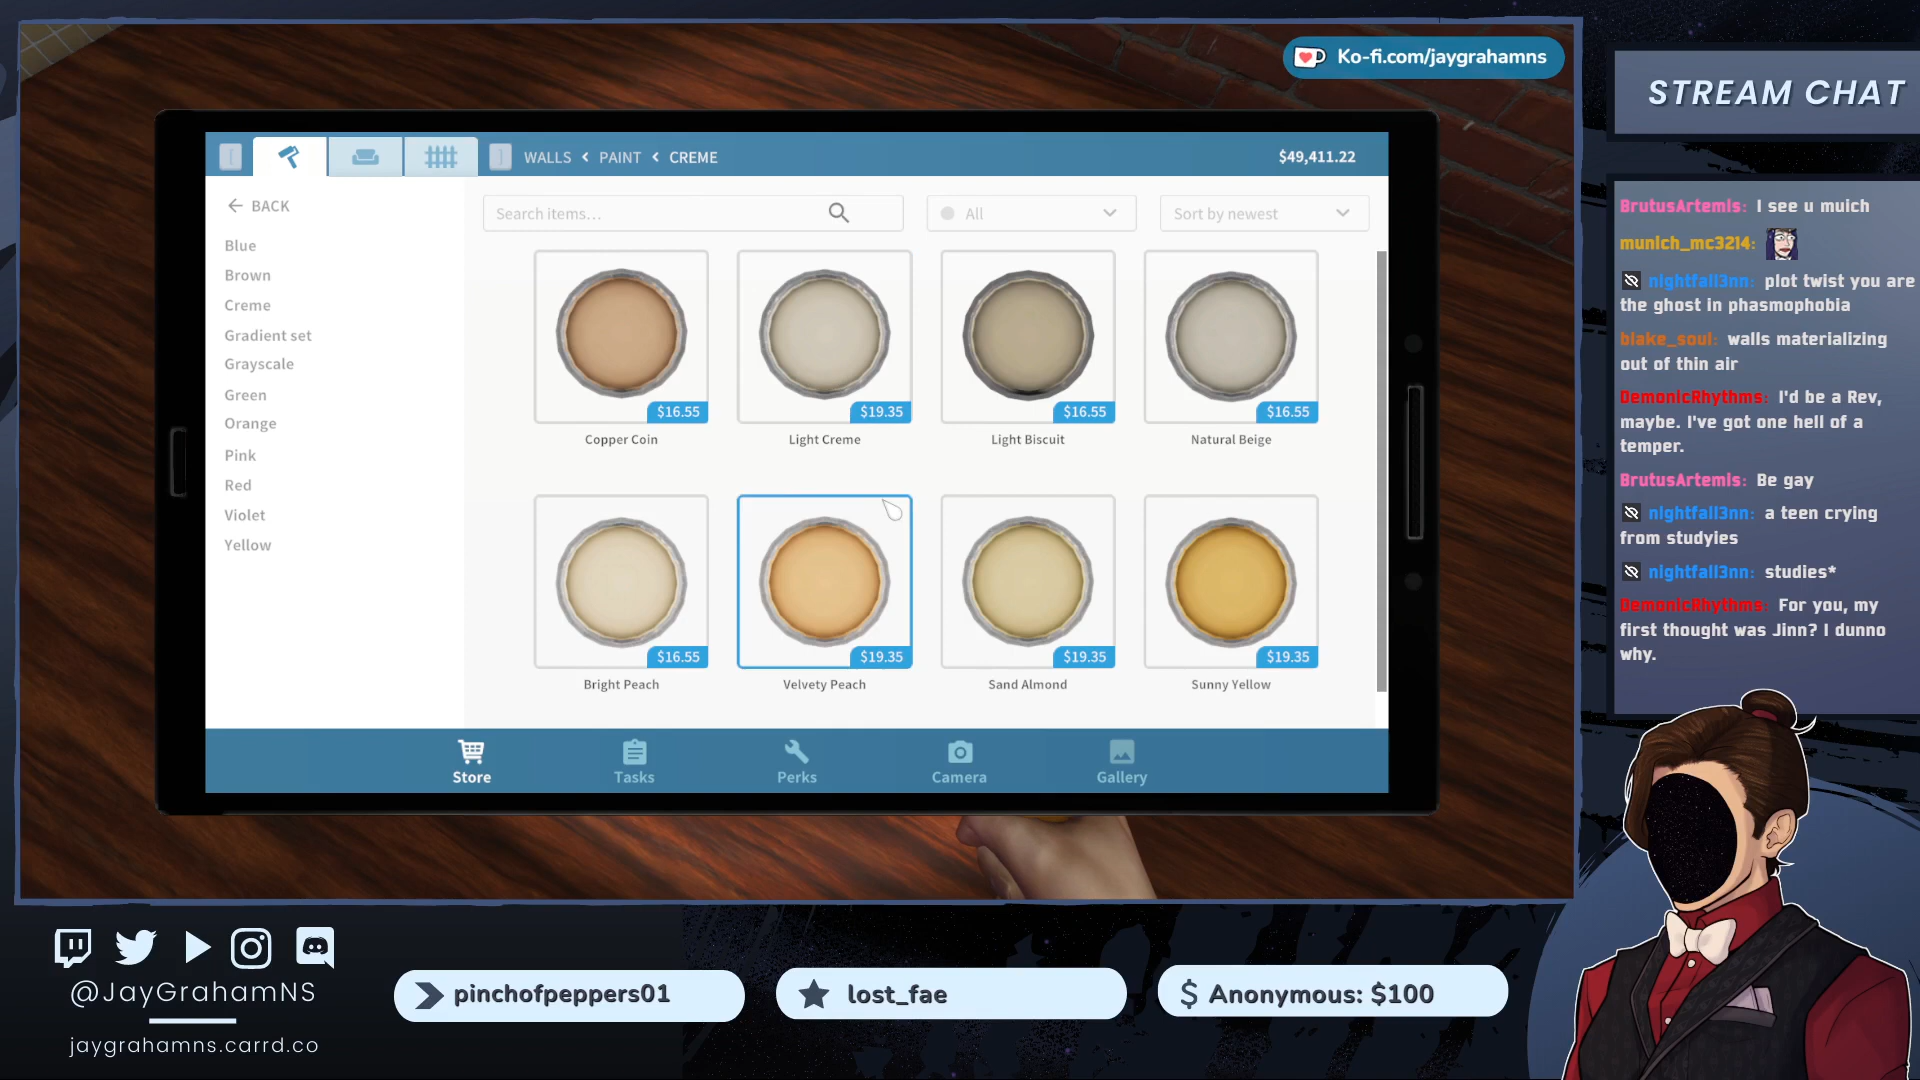 Ko-fi.com/jaygrahamns
STREAM CHAT
WALLS < PAINT < CREME
$49,411.22
BACK
Search items...
All
Sort by newest
Blue
Brown
Creme
Gradient set
Grayscale
Green
Orange
Pink
Red
Violet
Yellow
$16.55
$19.35
$16.55
$16.55
Copper Coin
Light Creme
Light Biscuit
Natural Beige
$16.55
$19.35
$19.35
$19.35
Bright Peach
Velvety Peach
Sand Almond
Sunny Yellow
Store
Tasks
Perks
Camera
Gallery
BrutusArtemis: I see u muich
munich_mc3214:
nightfall3nn: plot twist you are
the ghost in phasmophobia
blake_soul: walls materializing
out of thin air
DemonicRhythms: I'd be a Rev,
maybe. I've got one hell of a
temper.
BrutusArtemis: Be gay
nightfall3nn: a teen crying
from studyies
nightfall3nn: studies*
DemonicRhythms: For you, my
first thought was Jinn? I dunno
why.
@JayGrahamNS
jaygrahamns.carrd.co
pinchofpeppers01
lost_fae
$ Anonymous: $100